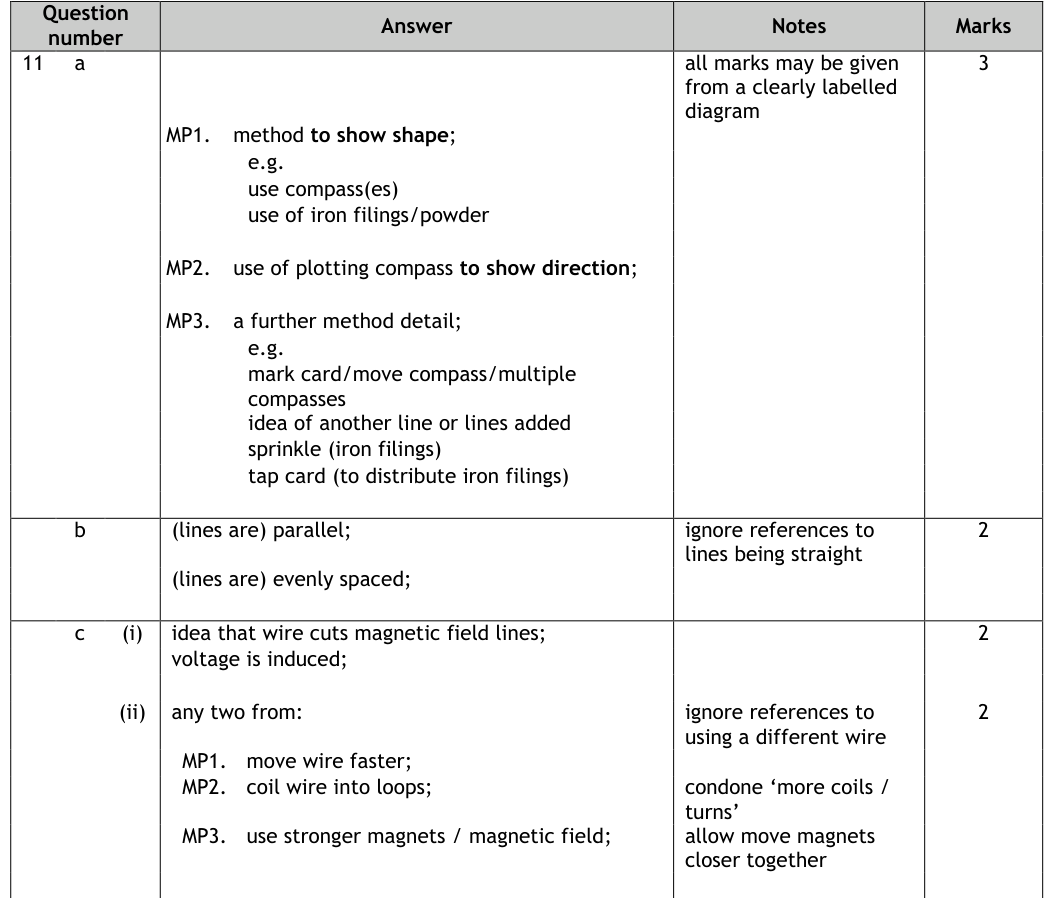 Question number Answer Notes Marks
11 a all marks may be given 3
from a clearly labelled
diagram
MP1. method to show shape;
e.g.
use compass(es)
use of iron filings/powder
MP2. use of plotting compass to show direction;
MP3. a further method detail;
e.g.
mark card/move compass/multiple
compasses
idea of another line or lines added
sprinkle (iron filings)
tap card (to distribute iron filings)
b (lines are) parallel; ignore references to 2
lines being straight
(lines are) evenly spaced;
c (i) idea that wire cuts magnetic field lines; 2
voltage is induced;
(ii) any two from: ignore references to 2
using a different wire
MP1. move wire faster;
MP2. coil wire into loops; condone ‘more coils /
turns’
MP3. use stronger magnets / magnetic field; allow move magnets
closer together